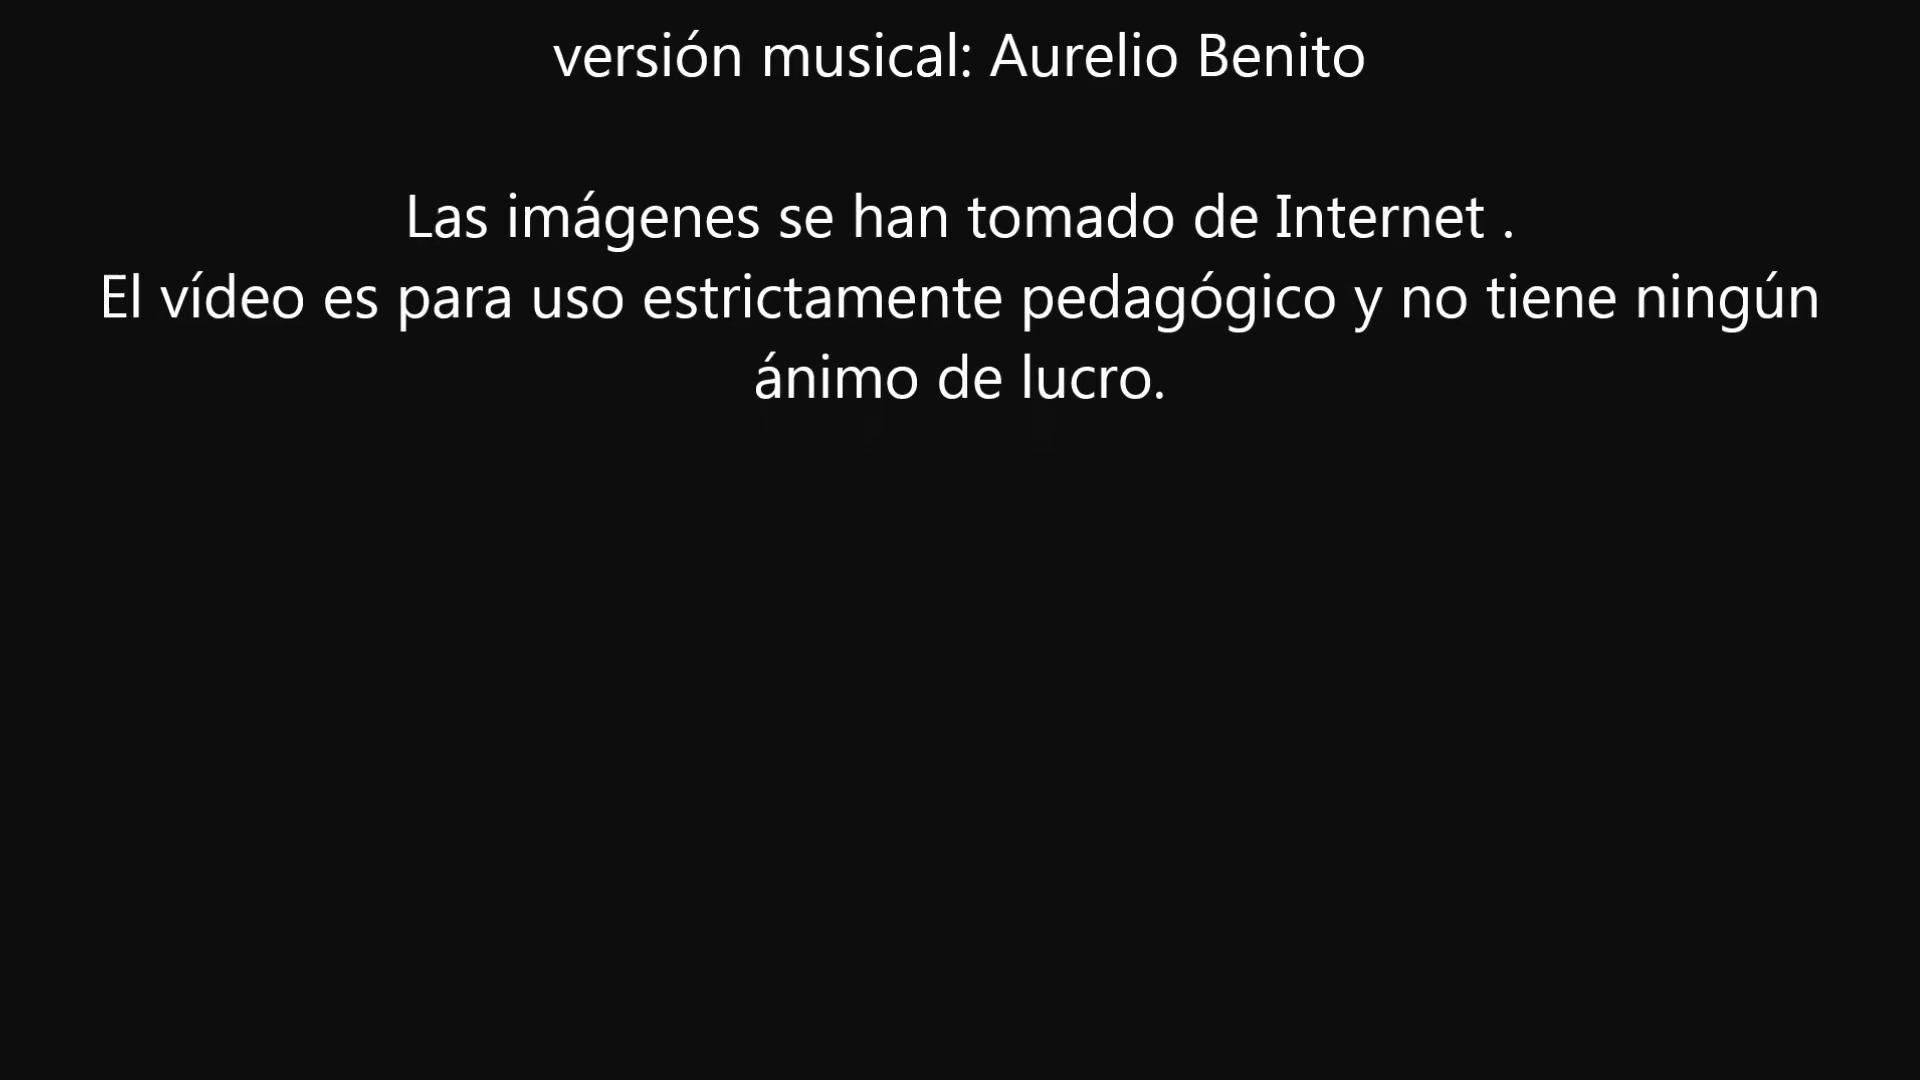 versión musical: Aurelio Benito
Las imágenes se han tomado de Internet .
El vídeo es para uso estrictamente pedagógico y no tiene ningún
ánimo de lucro.